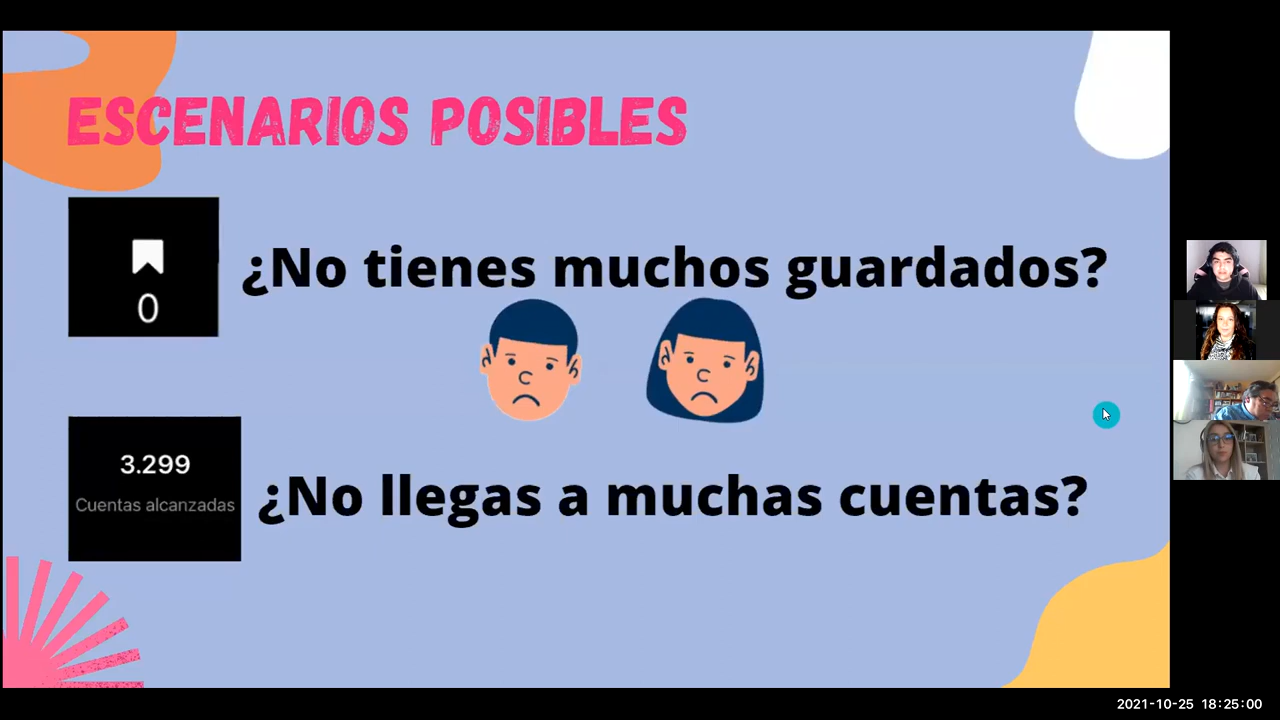 ESCENARIOS POSIBLES
0
¿No tienes muchos guardados?
3.299
Cuentas alcanzadas
¿No llegas a muchas cuentas?
2021-10-25 18:25:00